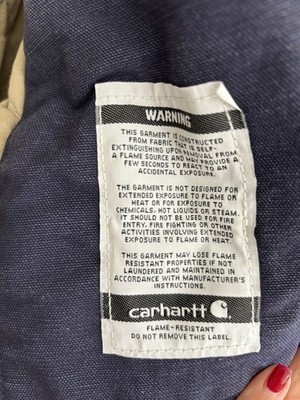 WARNING
THIS GARMENT IS CONSTRUCTED
FROM FABRIC THAT IS SELF-
EXTINGUISHING UPON REMOVAL FROM
A FLAME SOURCE AND MAY PROVIDE A
FEW SECONDS TO REACT TO AN
ACCIDENTAL EXPOSURE.
THE GARMENT IS NOT DESIGNED FOR
EXTENDED EXPOSURE TO FLAME OR
HEAT OR FOR EXPOSURE TO
CHEMICALS, HOT LIQUIDS OR STEAM.
IT SHOULD NOT BE USED FOR FIRE
ENTRY, FIRE FIGHTING OR OTHER
ACTIVITIES INVOLVING EXTENDED
EXPOSURE TO FLAME OR HEAT.
THIS GARMENT MAY LOSE FLAME
RESISTANT PROPERTIES IF NOT
LAUNDERED AND MAINTAINED IN
ACCORDANCE WITH MANUFACTURER'S
INSTRUCTIONS.
carhartt
FLAME-RESISTANT
DO NOT REMOVE THIS LABEL.